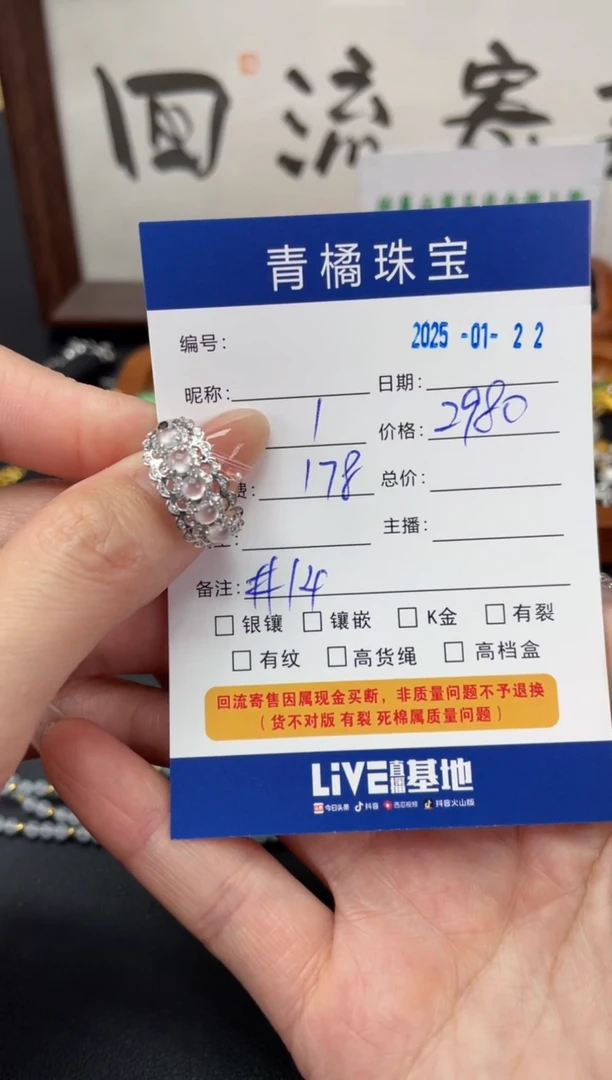 回流寄
青橘珠宝
编号：
2025-01-22
昵称： 日期：
1 价格：2980
费：178 总价：
主播：
备注：#14
□ 银镶 □ 镶嵌 □ K金 □ 有裂
□ 有纹 □ 高货绳 □ 高档盒
回流寄售因属现金买断，非质量问题不予退换
（货不对版 有裂 死棉属质量问题）
LiVE直播基地
今日头条 抖音 西瓜视频 抖音火山版